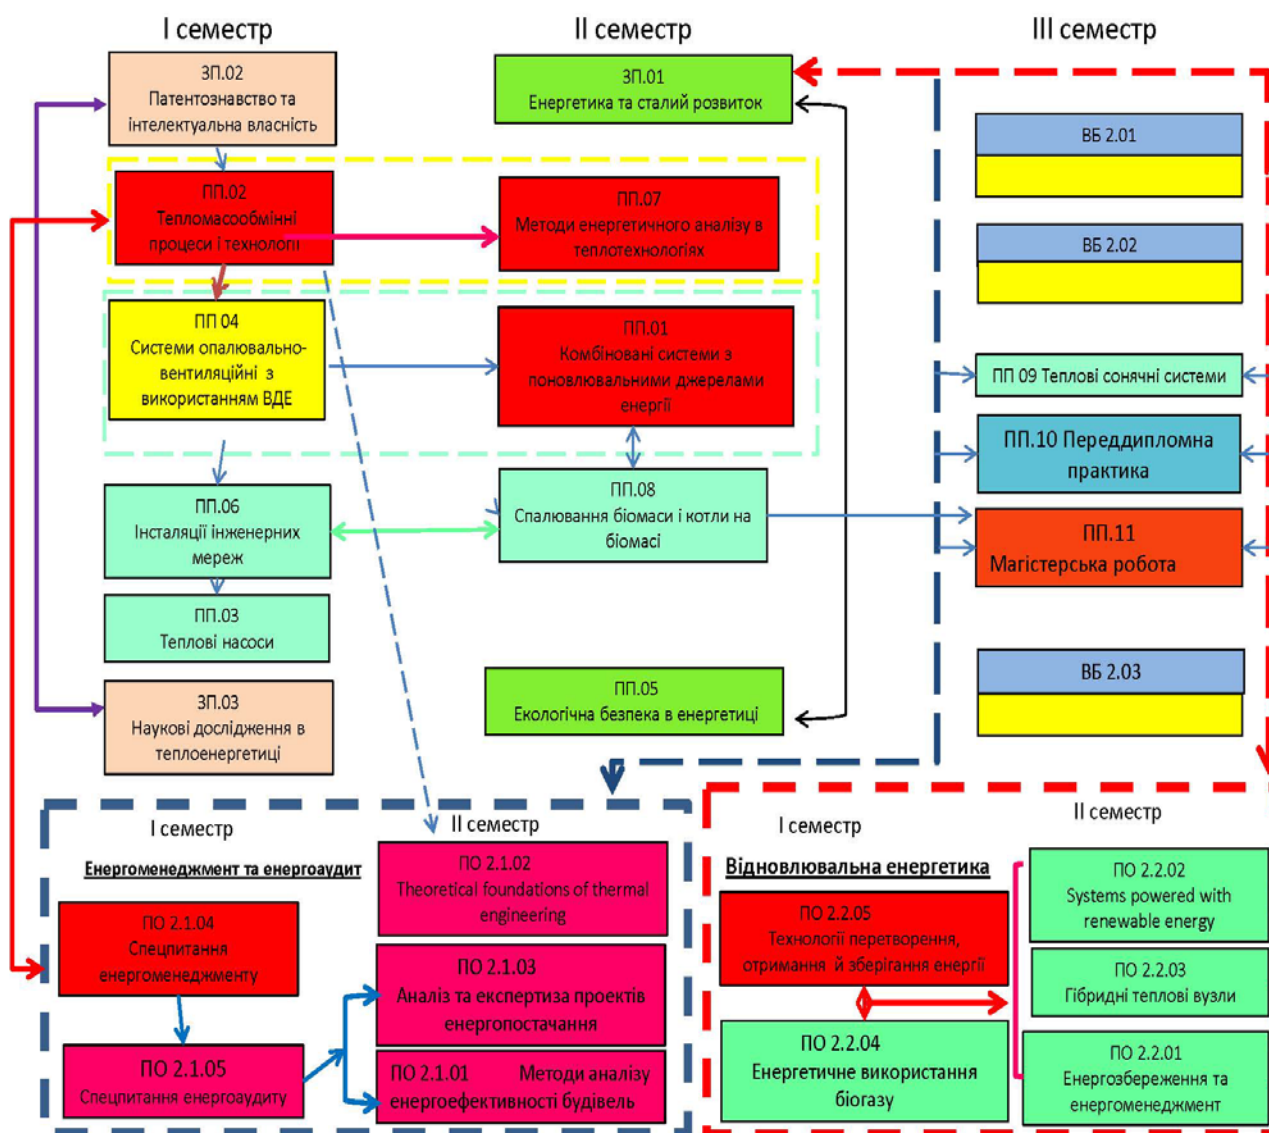 I семестр
II семестр
III семестр
ЗП.02
Патентознавство та
інтелектуальна власність
ЗП.01
Енергетика та сталий розвиток
ВБ 2.01
ПП.02
Тепломасообмінні
процеси і технології
ПП.07
Методи енергетичного аналізу в
теплотехнологіях
ВБ 2.02
ПП 04
Системи опалювально-
вентиляційні з
використанням ВДЕ
ПП.01
Комбіновані системи з
поновлювальними джерелами
енергії
ПП 09 Теплові сонячні системи
ПП.10 Переддипломна
практика
ПП.06
Інсталяції інженерних
мереж
ПП.08
Спалювання біомаси і котли на
біомасі
ПП.11
Магістерська робота
ПП.03
Теплові насоси
ЗП.03
Наукові дослідження в
теплоенергетиці
ПП.05
Екологічна безпека в енергетиці
ВБ 2.03
I семестр
II семестр
Енергоменеджмент та енергоаудит
ПО 2.1.02
Theoretical foundations of thermal
engineering
ПО 2.1.04
Спецпитання
енергоменеджменту
ПО 2.1.03
Аналіз та експертиза проектів
енергопостачання
ПО 2.1.05
Спецпитання енергоаудиту
ПО 2.1.01 Методи аналізу
енергоефективності будівель
I семестр
II семестр
Відновлювальна енергетика
ПО 2.2.02
Systems powered with
renewable energy
ПО 2.2.05
Технології перетворення,
отримання й зберігання енергії
ПО 2.2.03
Гібридні теплові вузли
ПО 2.2.04
Енергетичне використання
біогазу
ПО 2.2.01
Енергозбереження та
енергоменеджмент